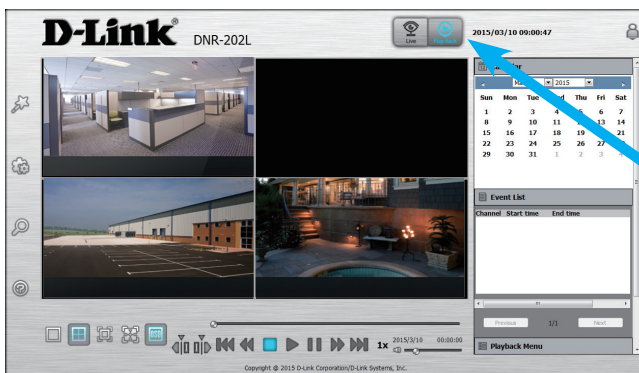 D-Link®
DNR-202L
Live
2015/03/10 09:00:47
2015
Sun Mon Tue Wed Thu Fri Sat
1 2 3 4 5 6 7
8 9 10 11 13 14
15 16 17 18 19 21
22 23 24 25 26 27
29 30 31 1 2 3 4
Event List
Channel Start time End time
Previous 1/1 Next
1x 2015/3/10 00:00:00
Playback Menu
Copyright © 2015 D-Link Corporation/D-Link Systems, Inc.